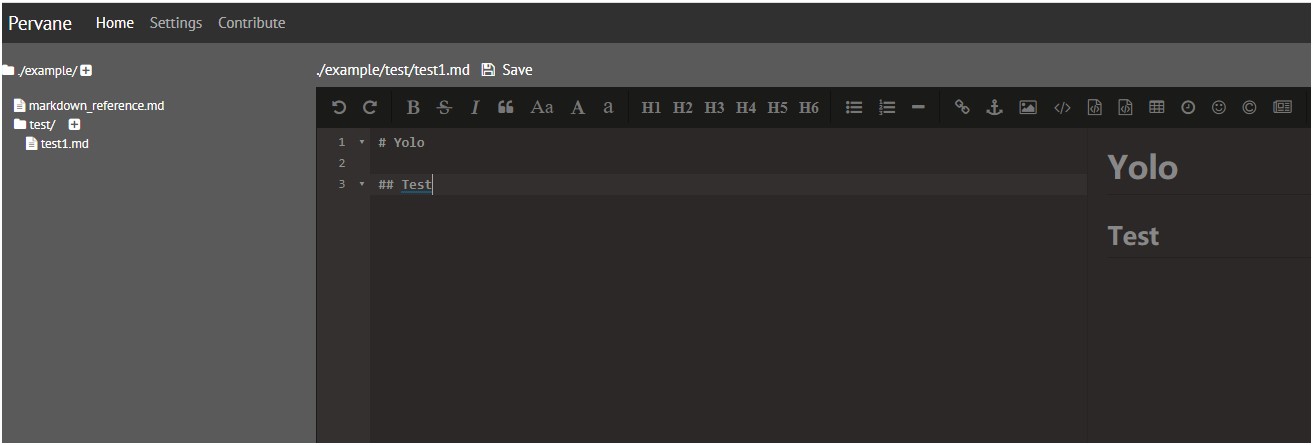 Pervane Home Settings Contribute
./example/
markdown_reference.md
test/
test1.md
./example/test/test1.md Save
B S I Aa A a H1 H2 H3 H4 H5 H6
1 # Yolo
2
3 ## Test
Yolo
Test